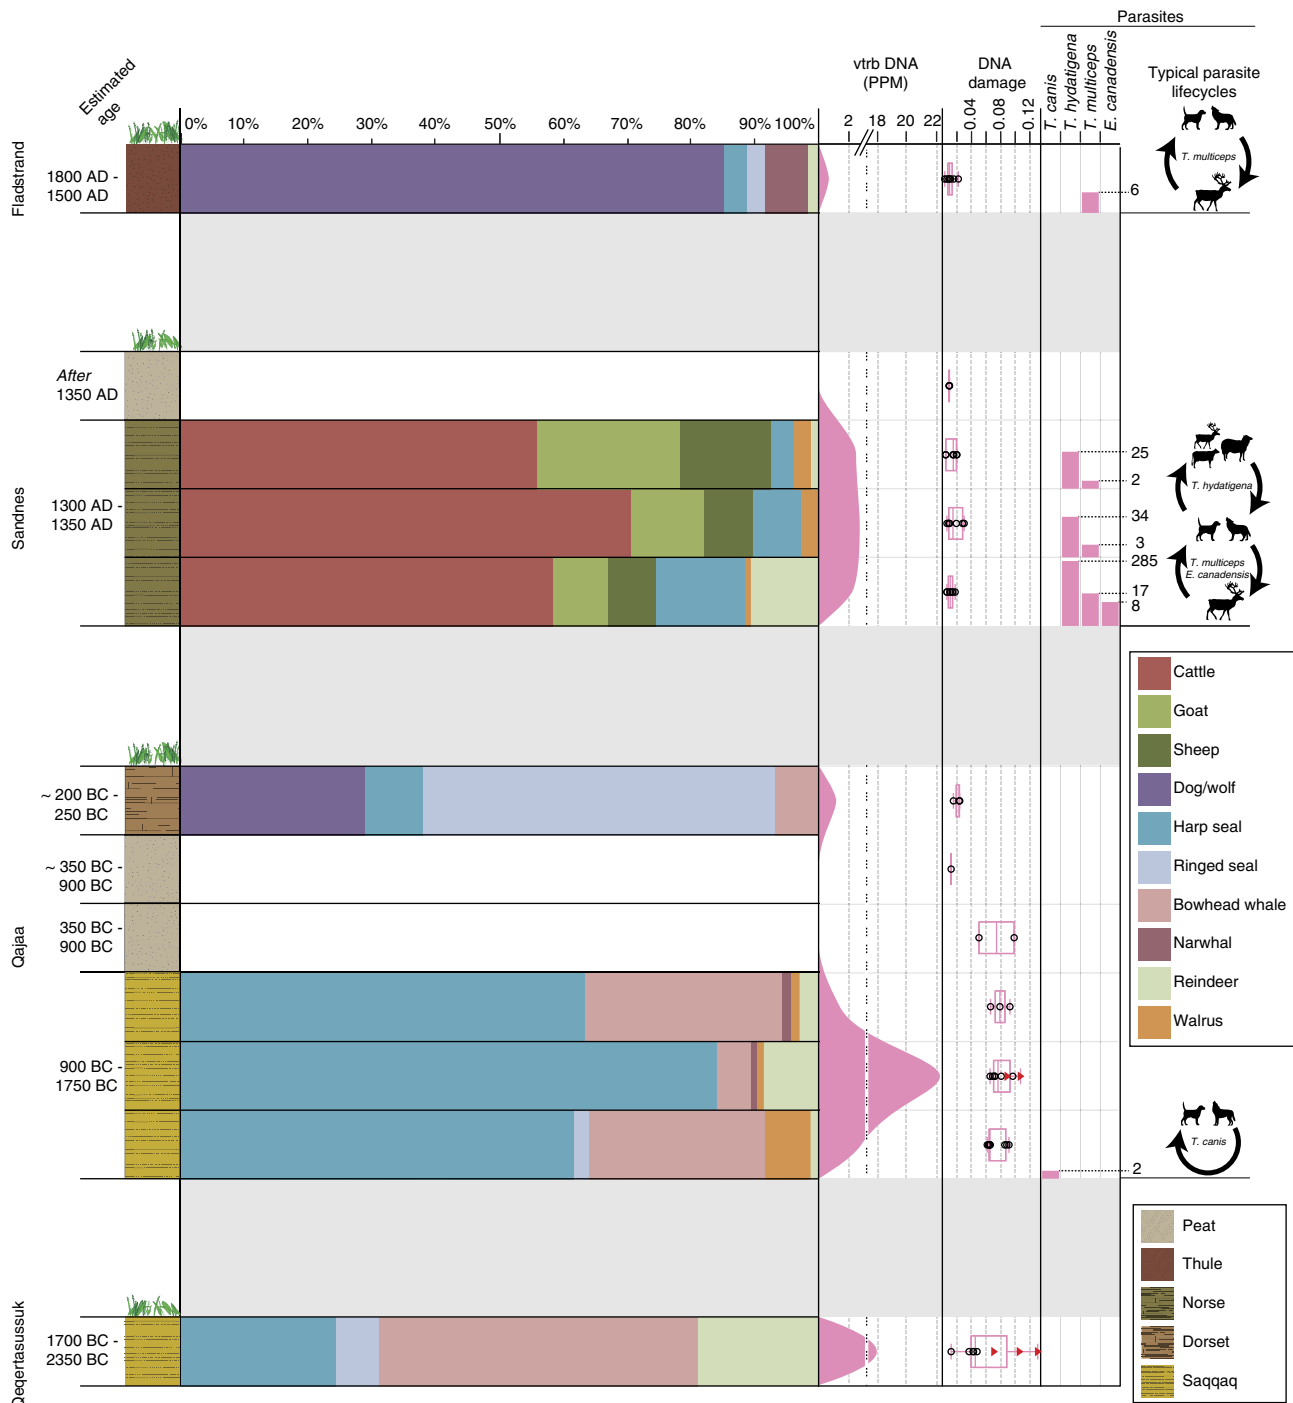 Parasites
Estimated
age
vtrb DNA
(PPM)
DNA
damage
T. canis
T. hydatigena
T. multiceps
E. canadensis
Typical parasite
lifecycles
0% 10% 20% 30% 40% 50% 60% 70% 80% 90% 100%
2 18 20 22
0.04 0.08 0.12
Fladstrand
1800 AD -
1500 AD
6
T. multiceps
Sandnes
After
1350 AD
1300 AD -
1350 AD
25
2
34
3
285
17
8
T. hydatigena
T. multiceps
E. canadensis
Cattle
Goat
Sheep
Dog/wolf
Harp seal
Ringed seal
Bowhead whale
Narwhal
Reindeer
Walrus
Qajaa
~ 200 BC -
250 BC
~ 350 BC -
900 BC
350 BC -
900 BC
900 BC -
1750 BC
2
T. canis
Qeqertasussuk
1700 BC -
2350 BC
Peat
Thule
Norse
Dorset
Saqqaq